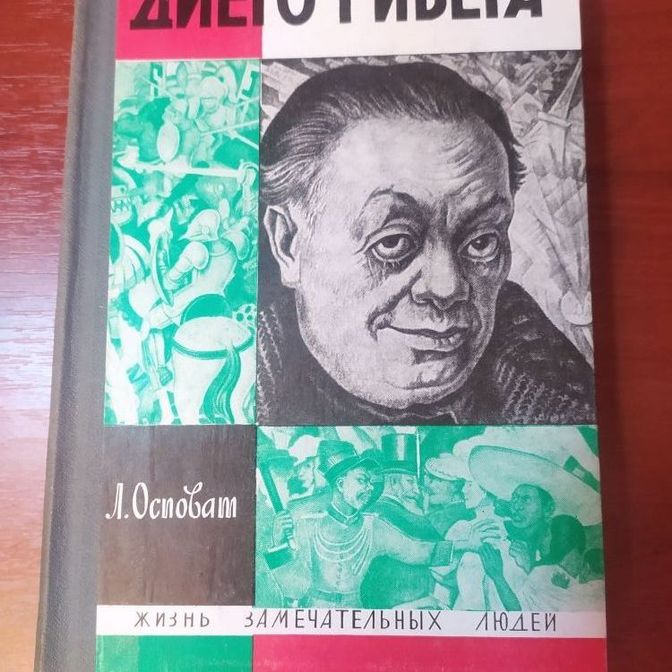 ДИЕГО РИВЕРА
Л. Осповат
ЖИЗНЬ ЗАМЕЧАТЕЛЬНЫХ ЛЮДЕЙ